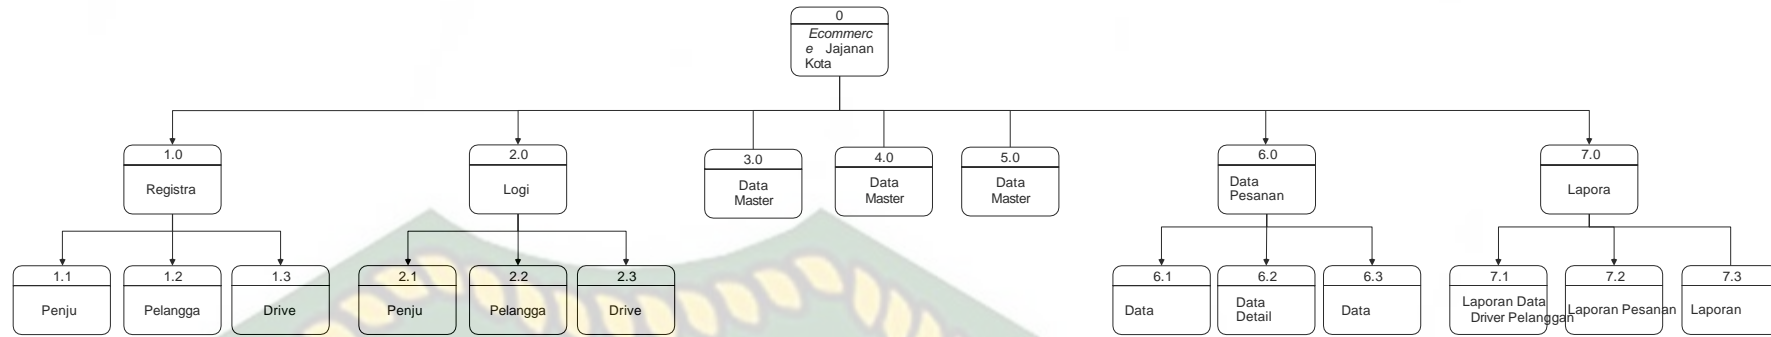 0
Ecommerc
e Jajanan
Kota
1.0
Registra
2.0
Logi
3.0
Data
Master
4.0
Data
Master
5.0
Data
Master
6.0
Data
Pesanan
7.0
Lapora
1.1
Penju
1.2
Pelangga
1.3
Drive
2.1
Penju
2.2
Pelangga
2.3
Drive
6.1
Data
6.2
Data
Detail
6.3
Data
7.1
Laporan Data
Driver Pelanggan
7.2
Laporan Pesanan
7.3
Laporan